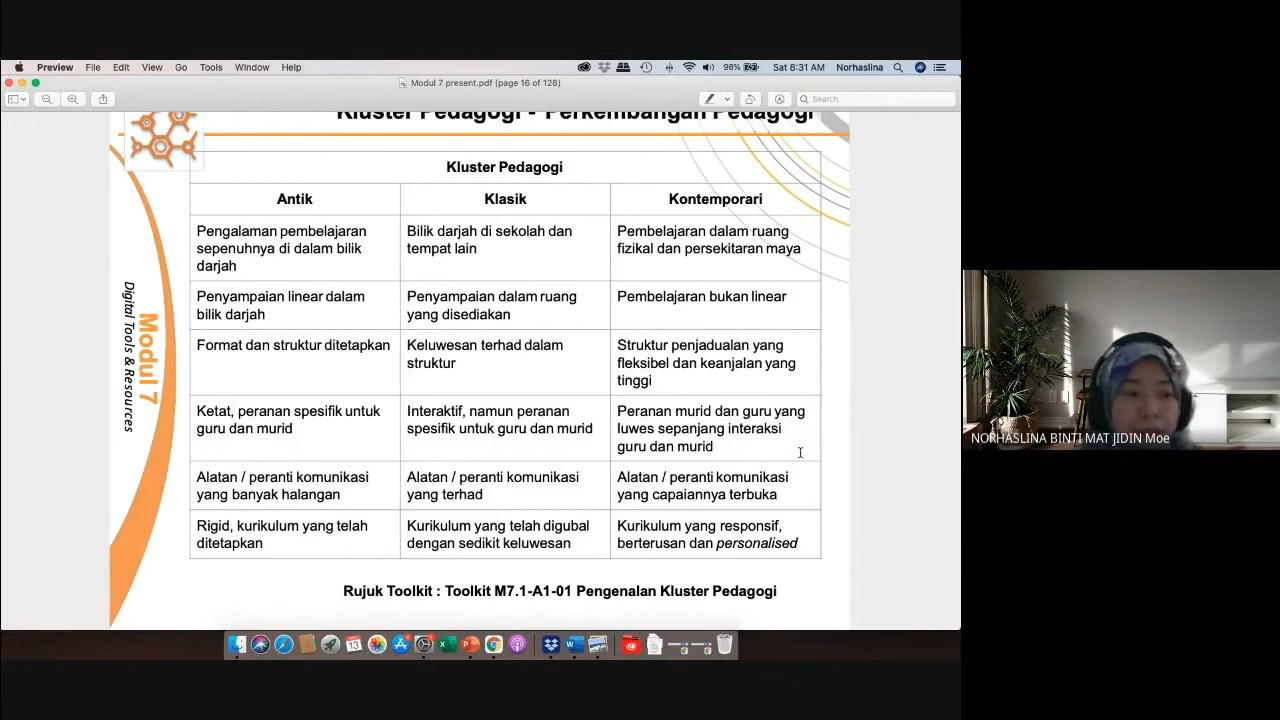 Preview File Edit View Go Tools Window Help
98% Sat 8:31 AM Norhaslina
Modul 7 present.pdf (page 16 of 128)
Search
Kluster Pedagogi - Perkembangan Pedagogi
Kluster Pedagogi
Antik
Klasik
Kontemporari
Pengalaman pembelajaran
sepenuhnya di dalam bilik
darjah
Bilik darjah di sekolah dan
tempat lain
Pembelajaran dalam ruang
fizikal dan persekitaran maya
Penyampaian linear dalam
bilik darjah
Penyampaian dalam ruang
yang disediakan
Pembelajaran bukan linear
Format dan struktur ditetapkan
Keluwesan terhad dalam
struktur
Struktur penjadualan yang
fleksibel dan keanjalan yang
tinggi
Ketat, peranan spesifik untuk
guru dan murid
Interaktif, namun peranan
spesifik untuk guru dan murid
Peranan murid dan guru yang
luwes sepanjang interaksi
guru dan murid
Alatan / peranti komunikasi
yang banyak halangan
Alatan / peranti komunikasi
yang terhad
Alatan / peranti komunikasi
yang capaiannya terbuka
Rigid, kurikulum yang telah
ditetapkan
Kurikulum yang telah digubal
dengan sedikit keluwesan
Kurikulum yang responsif,
berterusan dan personalised
Rujuk Toolkit : Toolkit M7.1-A1-01 Pengenalan Kluster Pedagogi
Modul 7
Digital Tools & Resources
NORHASLINA BINTI MAT JIDIN Moe
13